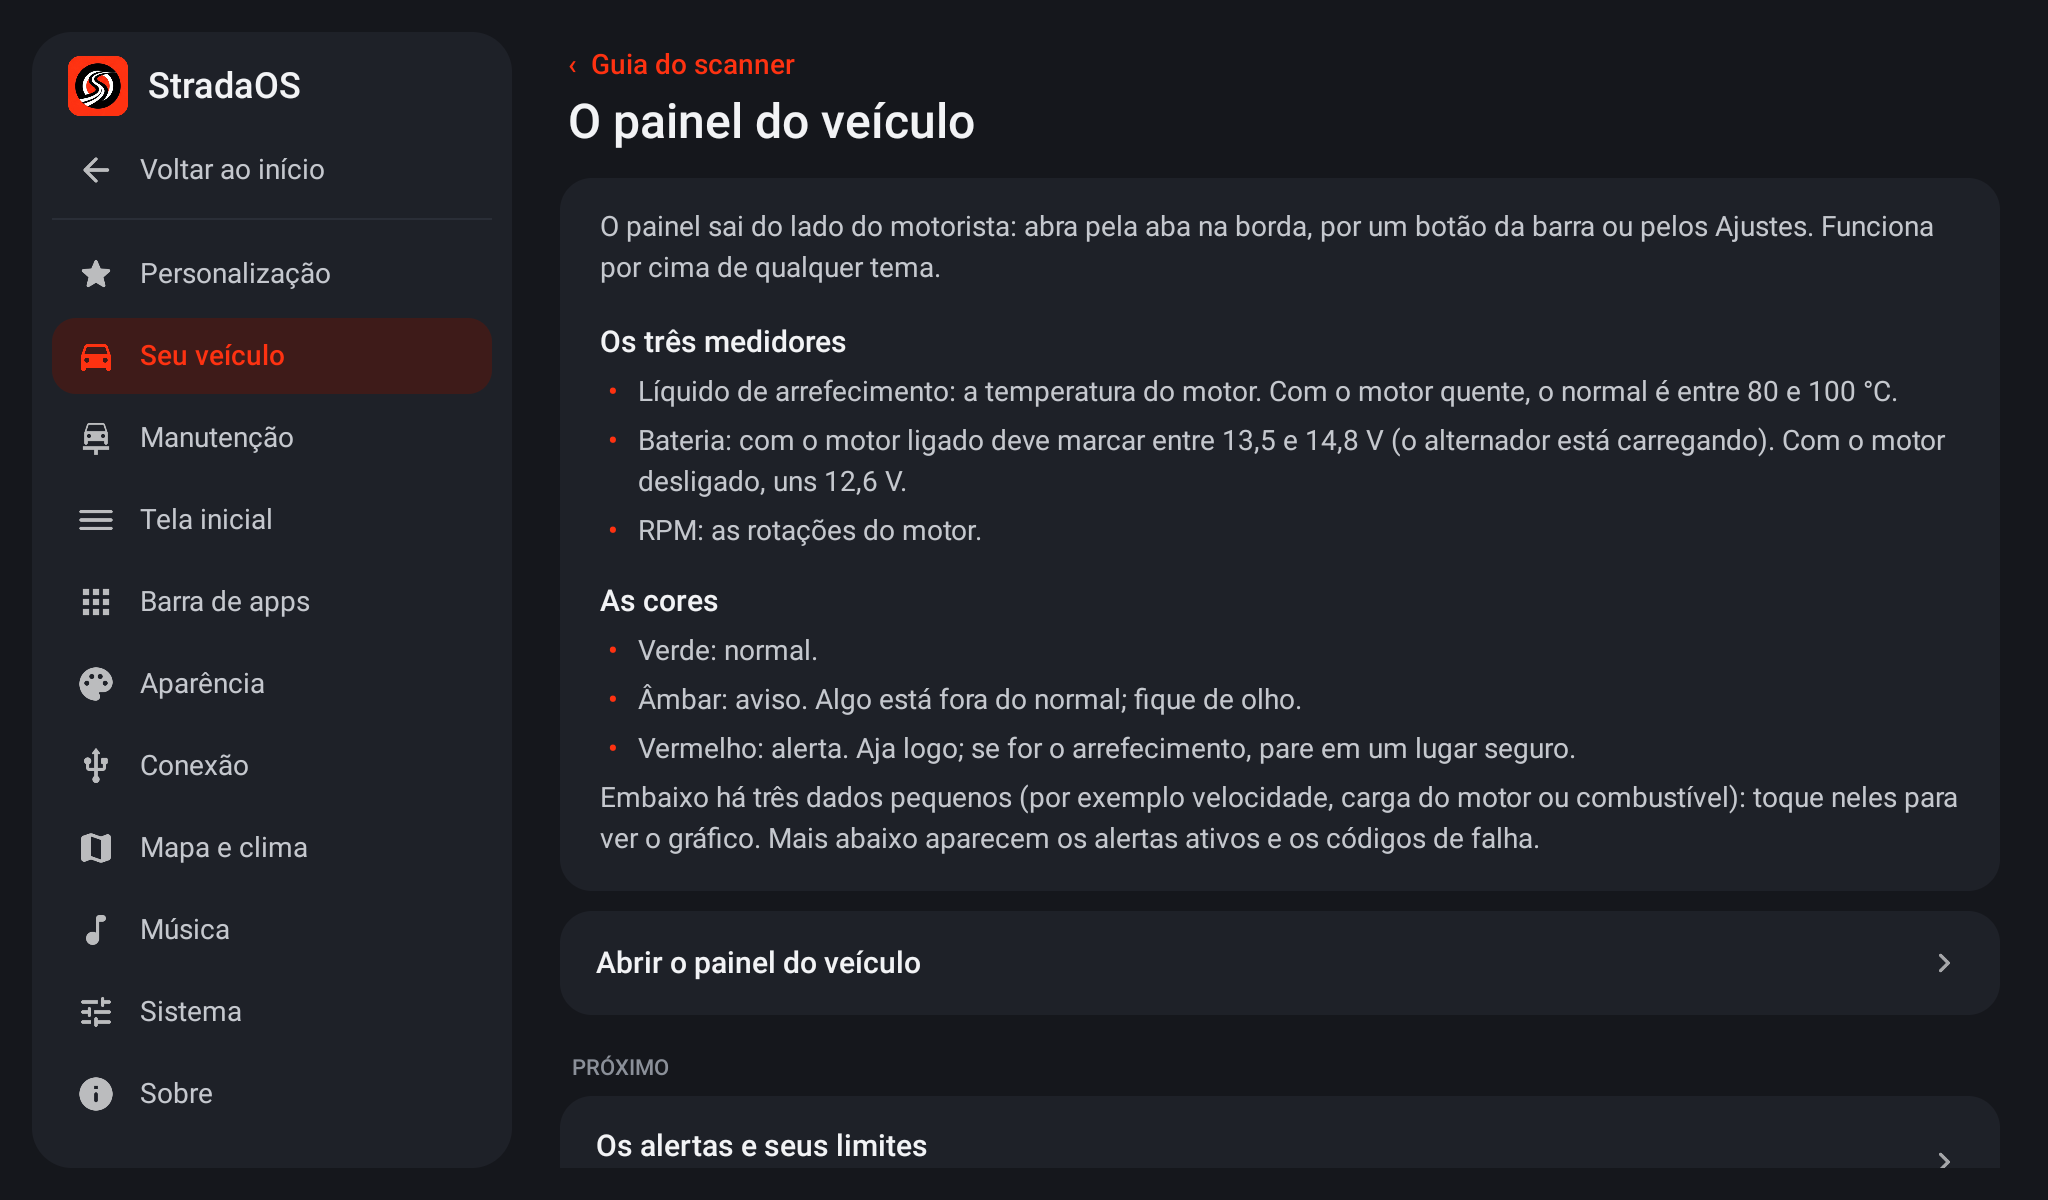 StradaOS
Voltar ao início
Personalização
Seu veículo
Manutenção
Tela inicial
Barra de apps
Aparência
Conexão
Mapa e clima
Música
Sistema
Sobre
‹ Guia do scanner
O painel do veículo
O painel sai do lado do motorista: abra pela aba na borda, por um botão da barra ou pelos Ajustes. Funciona
por cima de qualquer tema.
Os três medidores
• Líquido de arrefecimento: a temperatura do motor. Com o motor quente, o normal é entre 80 e 100 °C.
• Bateria: com o motor ligado deve marcar entre 13,5 e 14,8 V (o alternador está carregando). Com o motor
desligado, uns 12,6 V.
• RPM: as rotações do motor.
As cores
• Verde: normal.
• Âmbar: aviso. Algo está fora do normal; fique de olho.
• Vermelho: alerta. Aja logo; se for o arrefecimento, pare em um lugar seguro.
Embaixo há três dados pequenos (por exemplo velocidade, carga do motor ou combustível): toque neles para
ver o gráfico. Mais abaixo aparecem os alertas ativos e os códigos de falha.
Abrir o painel do veículo
PRÓXIMO
Os alertas e seus limites